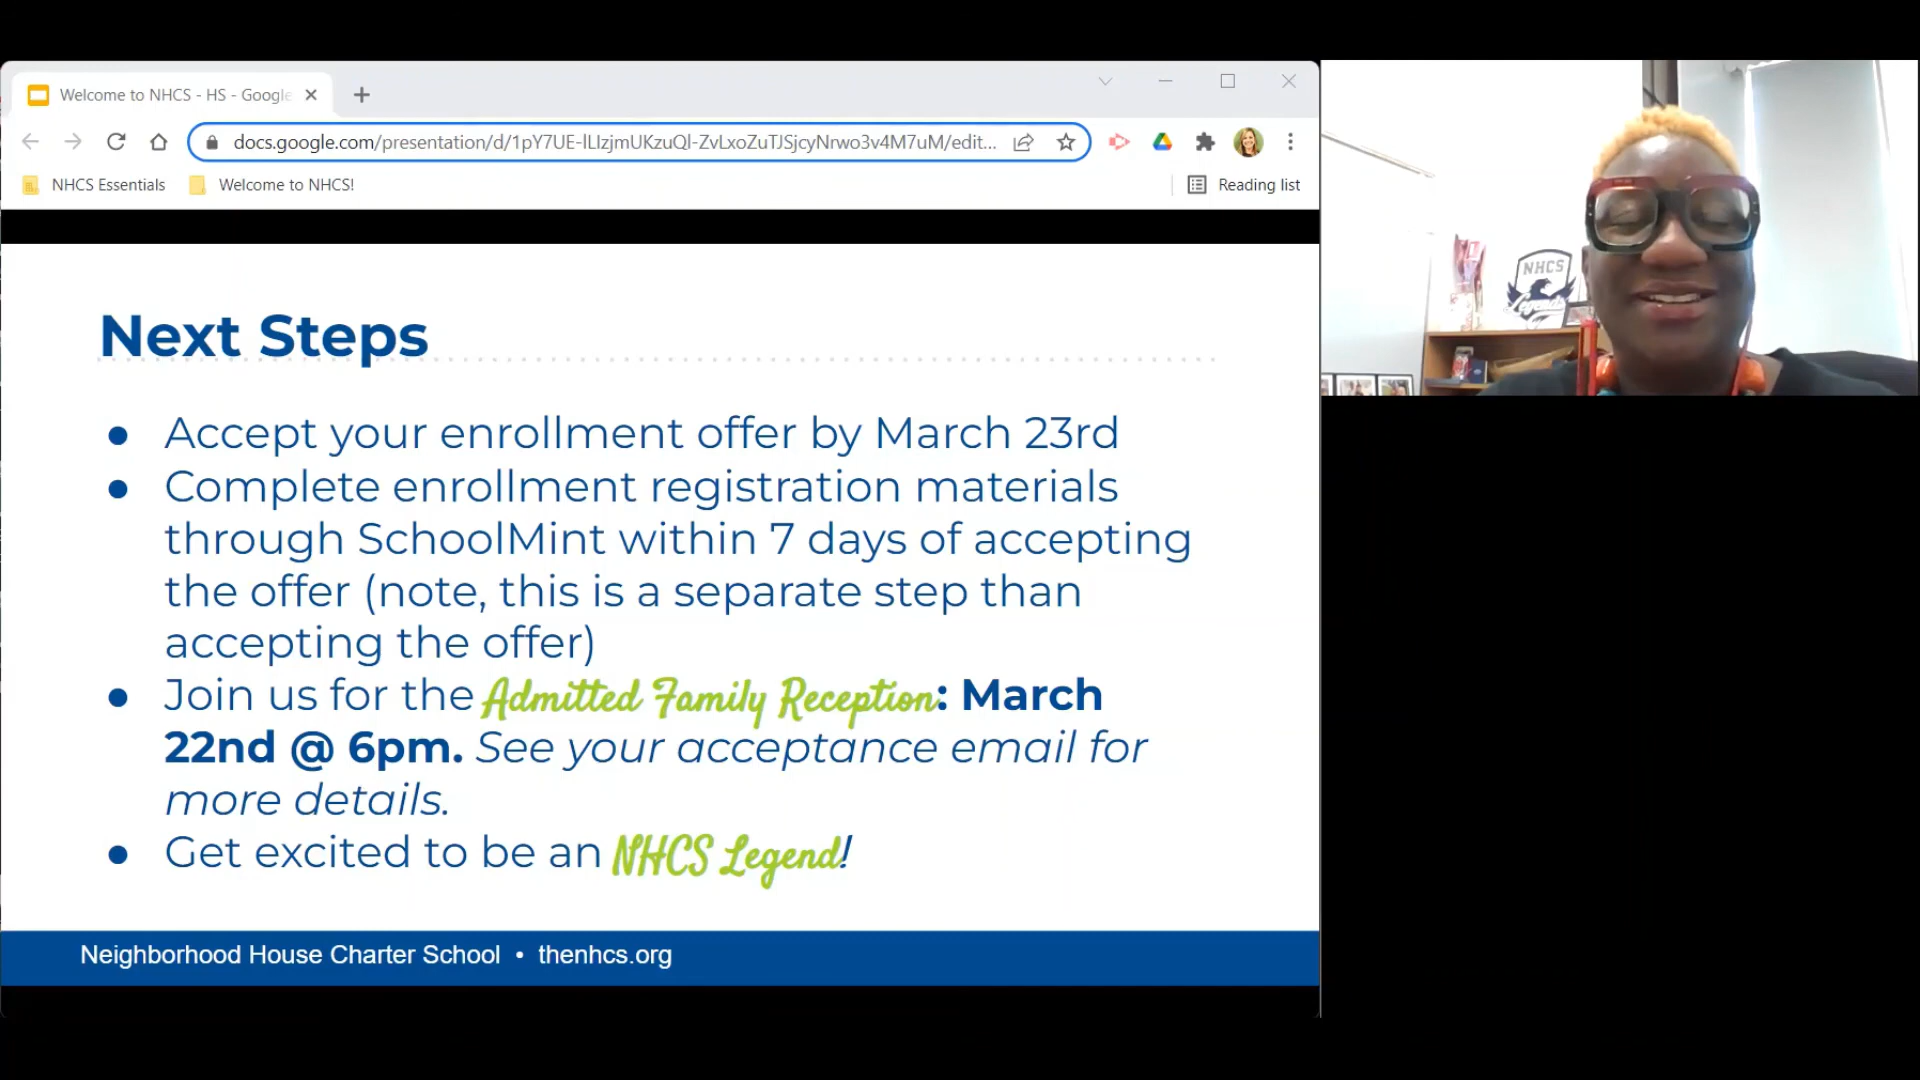 Welcome to NHCS - HS - Google
docs.google.com/presentation/d/1pY7UE-lLIzjmUKzuQl-ZvLxoZuTJSjcyNrwo3v4M7uM/edit...
NHCS Essentials
Welcome to NHCS!
Reading list
NHCS
Legends
Next Steps
● Accept your enrollment offer by March 23rd
● Complete enrollment registration materials
through SchoolMint within 7 days of accepting
the offer (note, this is a separate step than
accepting the offer)
● Join us for the Admitted Family Reception: March
22nd @ 6pm. See your acceptance email for
more details.
● Get excited to be an NHCS Legend!
Neighborhood House Charter School • thenhcs.org